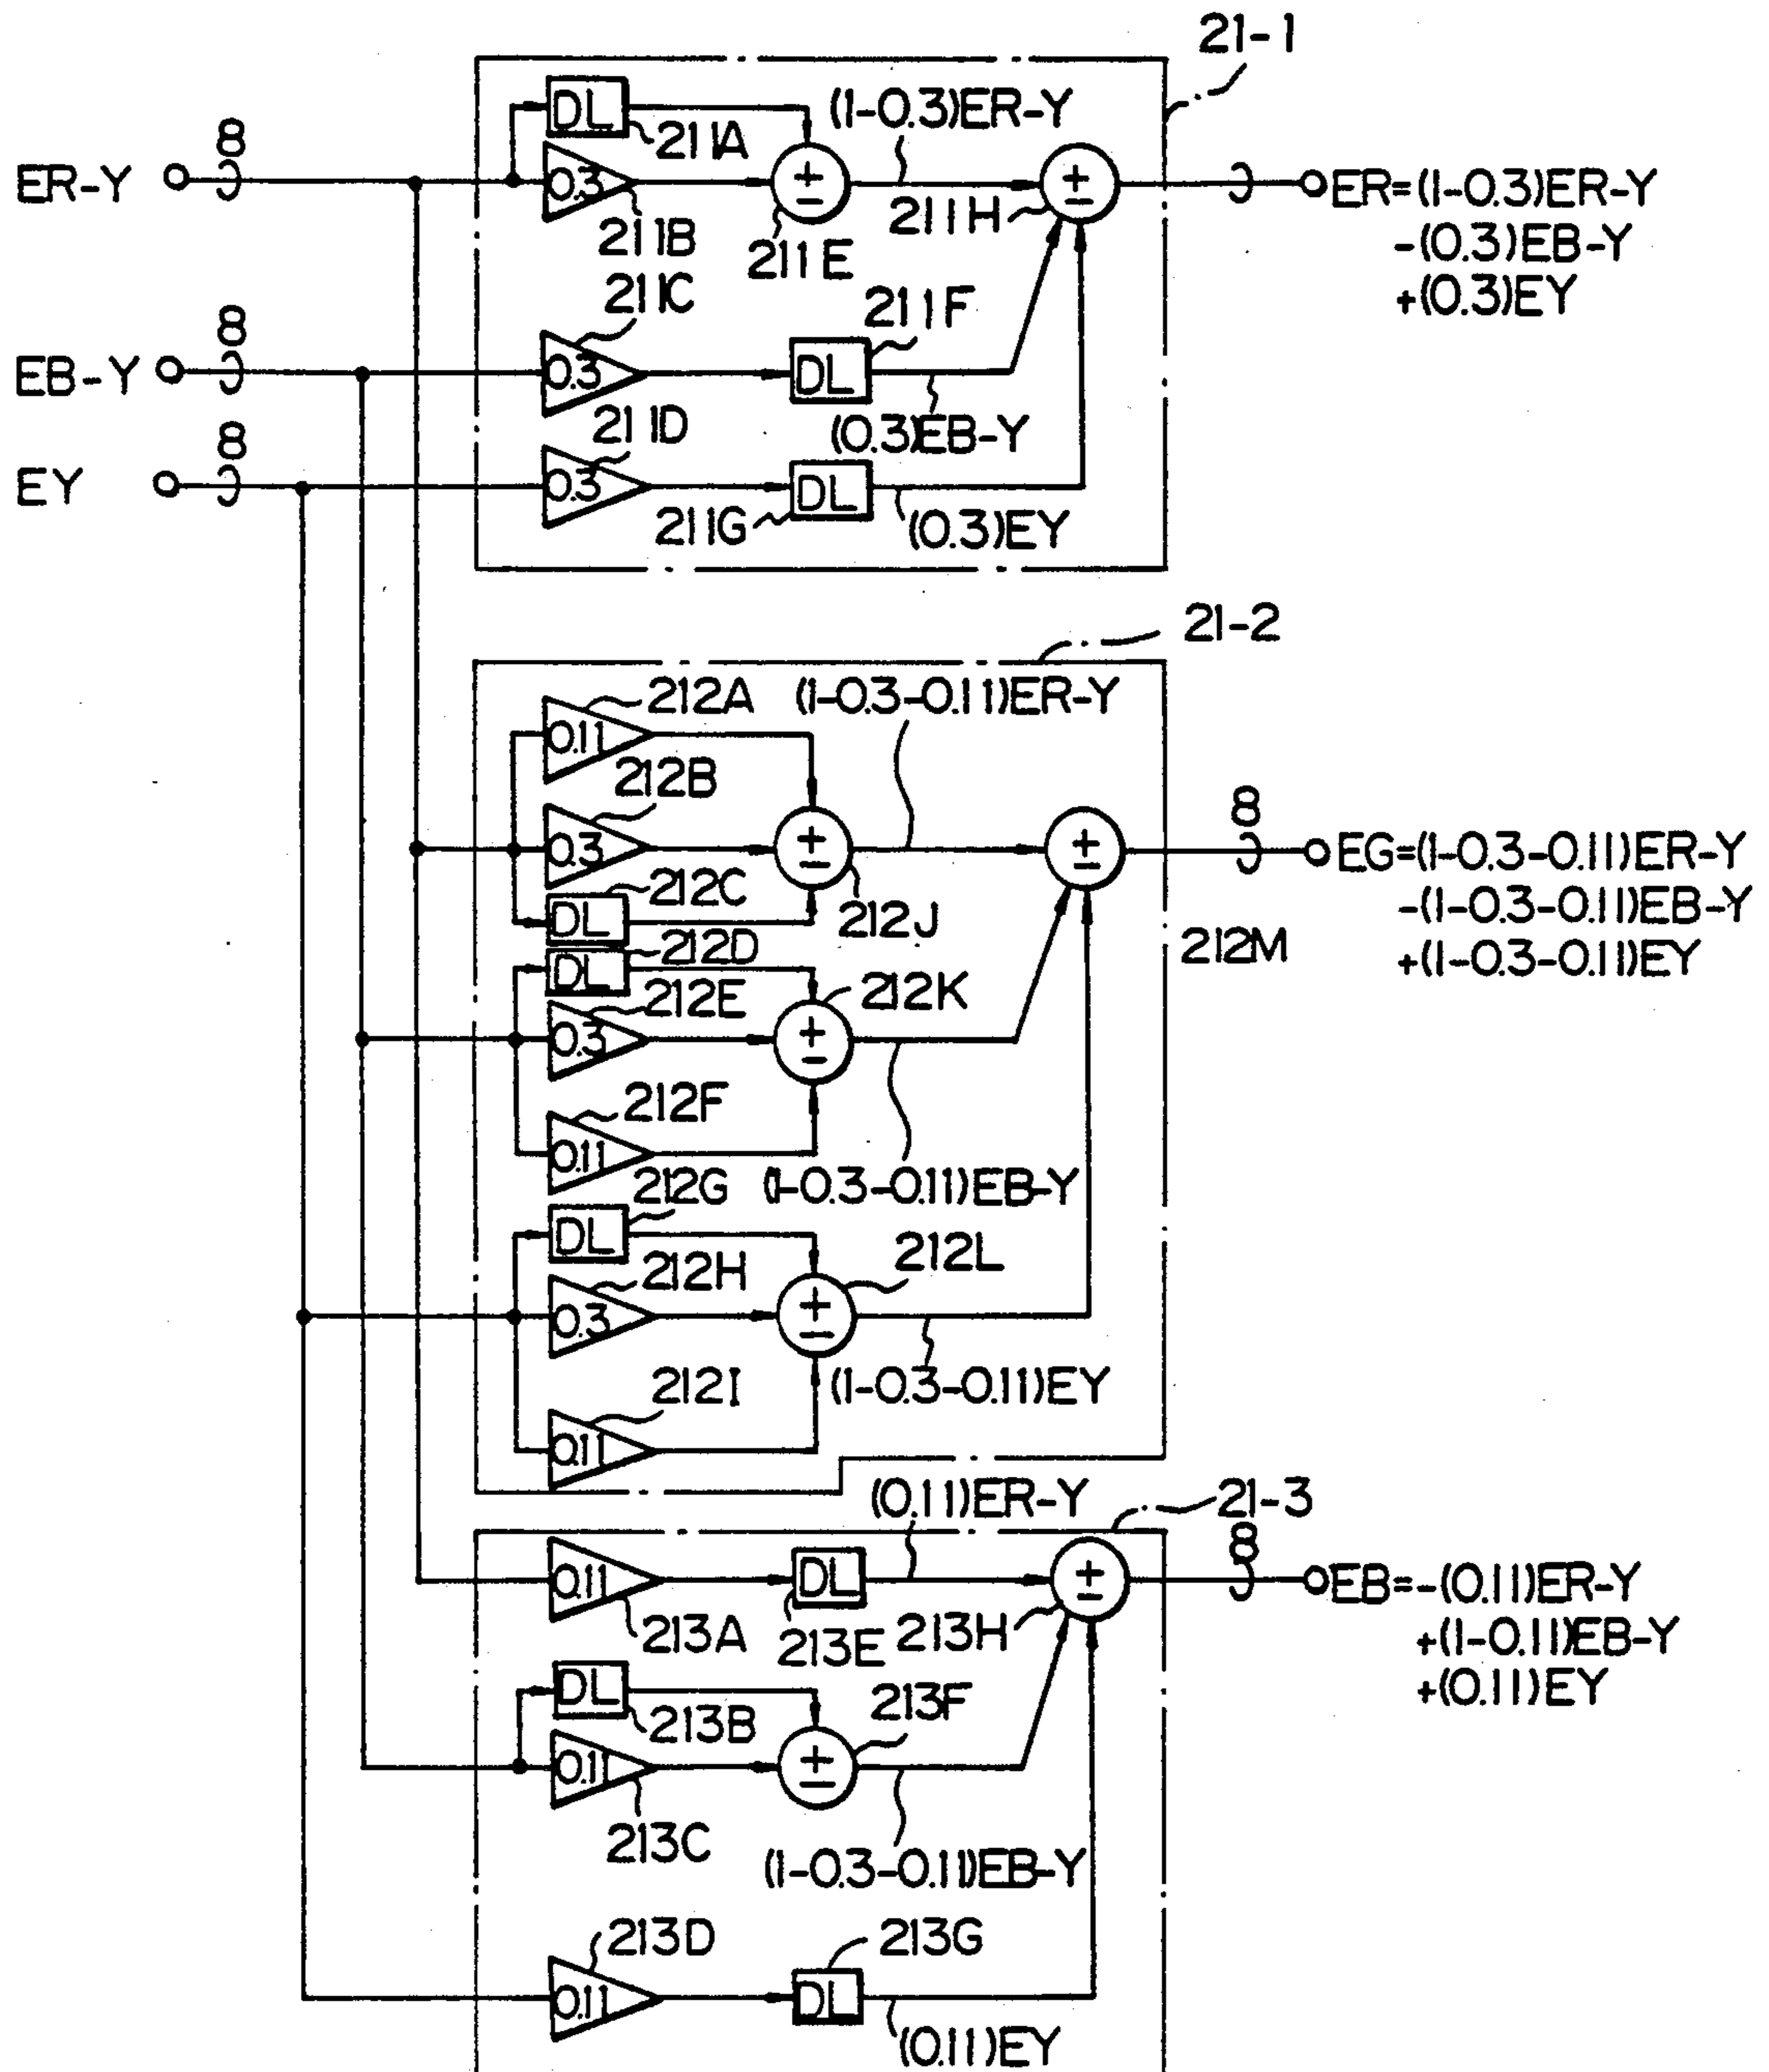 21-1
DL
(1-0.3)ER-Y
8
211A
ER-Y
0.3
±
±
ER=(1-0.3)ER-Y
-(0.3)EB-Y
+(0.3)EY
211B
211E
211H
211C
211F
8
EB-Y
0.3
DL
211D
(0.3)EB-Y
8
EY
0.3
DL
211G
(0.3)EY
21-2
212A
(1-0.3-0.11)ER-Y
0.11
212B
8
0.3
±
±
EG=(1-0.3-0.11)ER-Y
-(1-0.3-0.11)EB-Y
+(1-0.3-0.11)EY
212C
DL
212J
212D
212M
DL
212E
212K
0.3
±
212F
0.11
212G
(1-0.3-0.11)EB-Y
DL
212L
212H
0.3
±
212I
(1-0.3-0.11)EY
0.11
(0.11)ER-Y
21-3
8
0.11
DL
±
EB=-(0.11)ER-Y
+(1-0.11)EB-Y
+(0.11)EY
213A
213E
213H
DL
213B
213F
0.11
±
213C
(1-0.3-0.11)EB-Y
213D
213G
0.11
DL
(0.11)EY